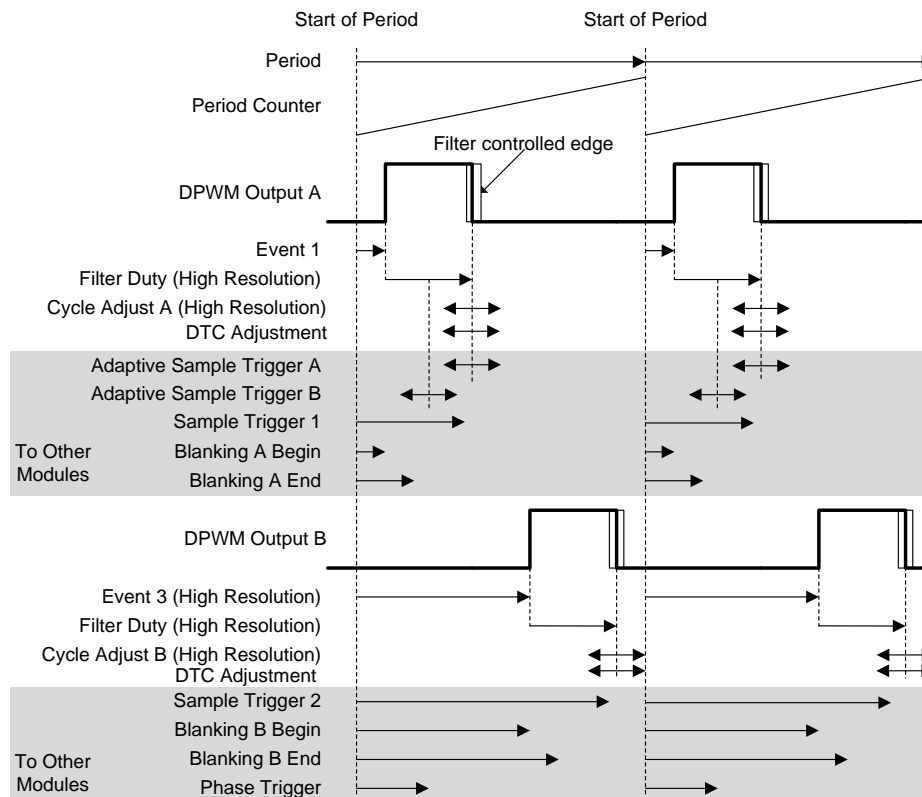 Start of Period
Start of Period
Period
Period Counter
Filter controlled edge
DPWM Output A
Event 1
Filter Duty (High Resolution)
Cycle Adjust A (High Resolution)
DTC Adjustment
Adaptive Sample Trigger A
Adaptive Sample Trigger B
Sample Trigger 1
To Other
Modules
Blanking A Begin
Blanking A End
DPWM Output B
Event 3 (High Resolution)
Filter Duty (High Resolution)
Cycle Adjust B (High Resolution)
DTC Adjustment
Sample Trigger 2
Blanking B Begin
Blanking B End
To Other
Modules
Phase Trigger